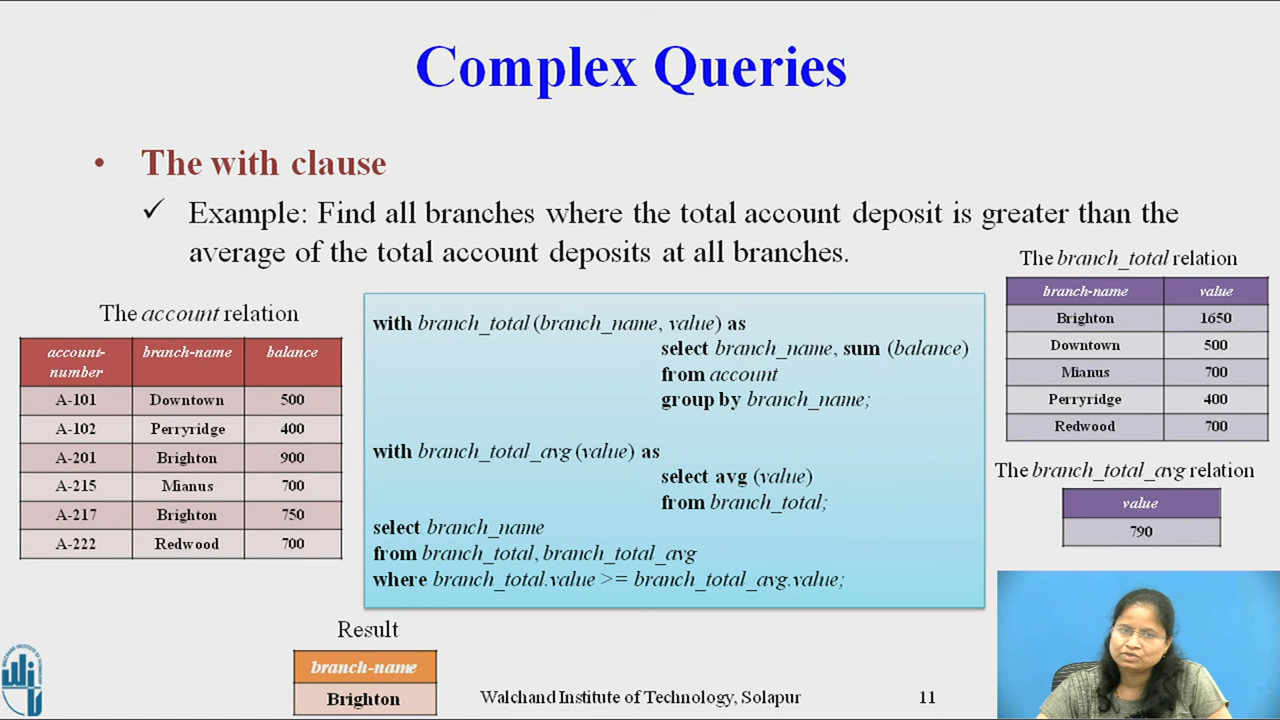 Complex Queries
• The with clause
✓ Example: Find all branches where the total account deposit is greater than the
average of the total account deposits at all branches.
The account relation
account-number branch-name balance
A-101 Downtown 500
A-102 Perryridge 400
A-201 Brighton 900
A-215 Mianus 700
A-217 Brighton 750
A-222 Redwood 700
with branch_total (branch_name, value) as
select branch_name, sum (balance)
from account
group by branch_name;
with branch_total_avg (value) as
select avg (value)
from branch_total;
select branch_name
from branch_total, branch_total_avg
where branch_total.value >= branch_total_avg.value;
The branch_total relation
branch-name value
Brighton 1650
Downtown 500
Mianus 700
Perryridge 400
Redwood 700
The branch_total_avg relation
value
790
Result
branch-name
Brighton
Walchand Institute of Technology, Solapur
11